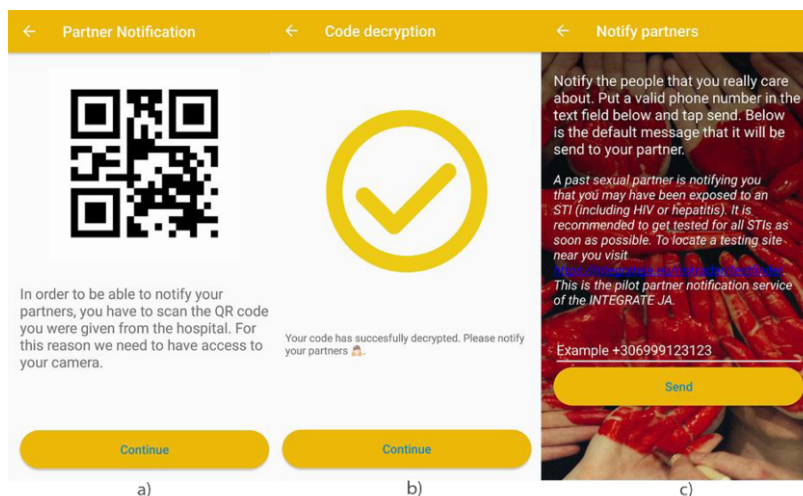 Partner Notification
In order to be able to notify your
partners, you have to scan the QR code
you were given from the hospital. For
this reason we need to have access to
your camera.
Continue
a)
Code decryption
Your code has succesfully decrypted. Please notify
your partners
Continue
b)
Notify partners
Notify the people that you really care
about. Put a valid phone number in the
text field below and tap send. Below
is the default message that it will be
send to your partner.
A past sexual partner is notifying you
that you may have been exposed to an
STI (including HIV or hepatitis). It is
recommended to get tested for all STIs as
soon as possible. To locate a testing site
near you visit
This is the pilot partner notification service
of the INTEGRATE JA.
Example +306999123123
Send
c)